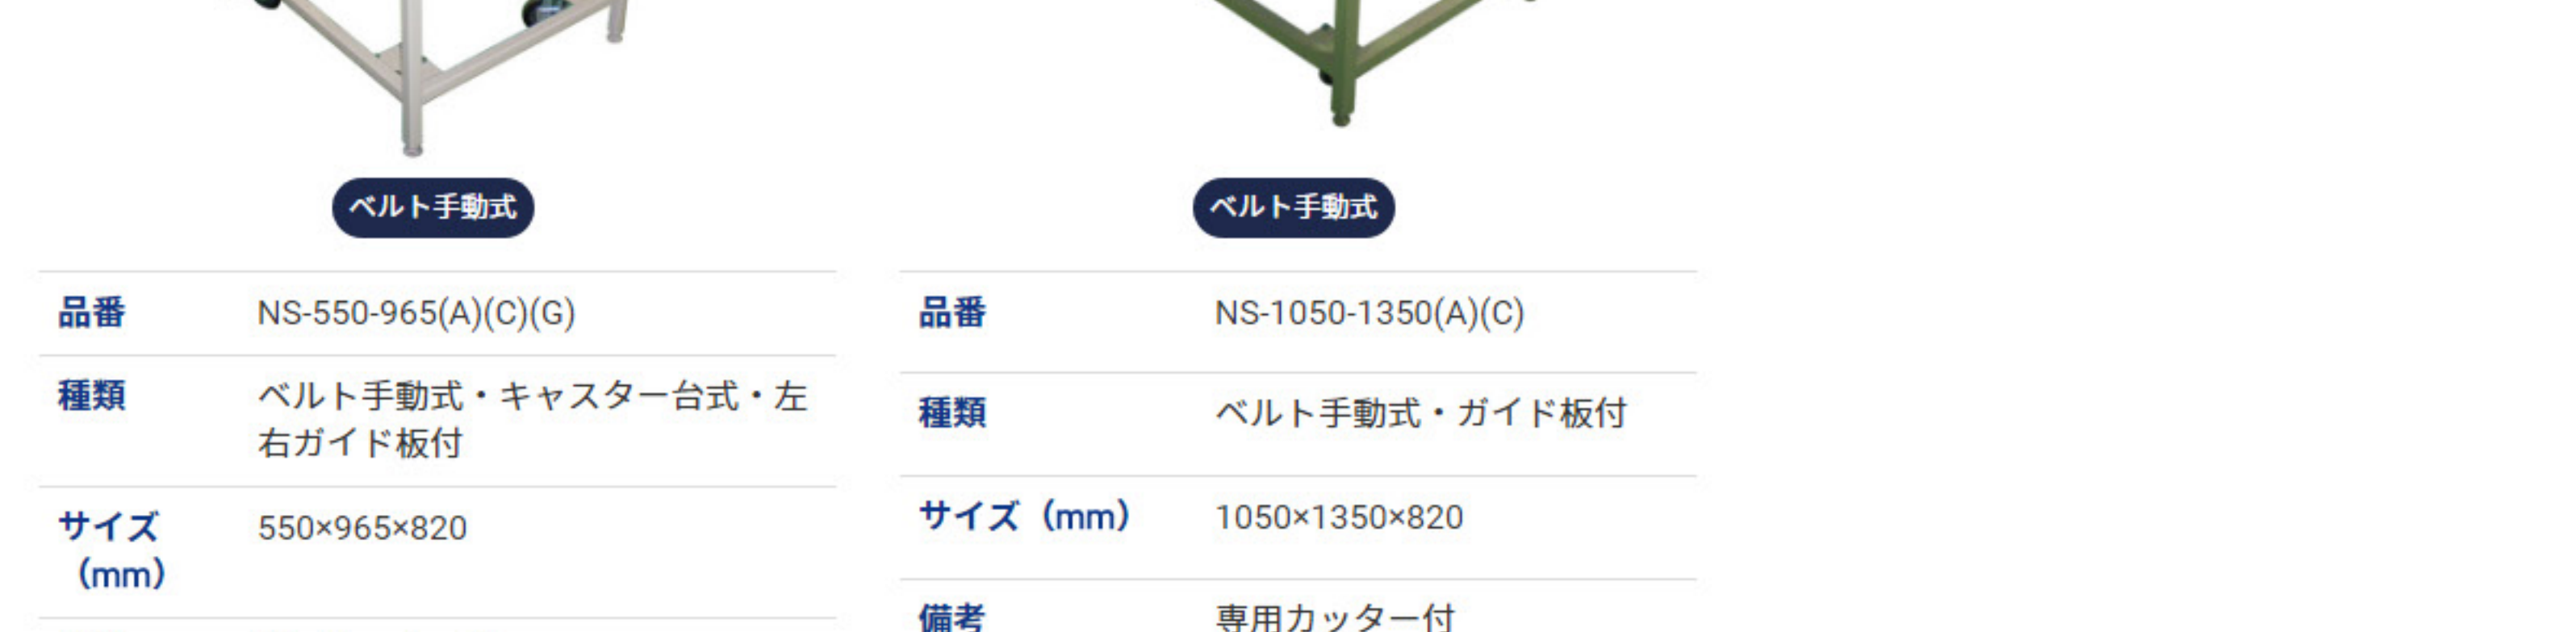 ベルト手動式
品番 NS-550-965(A)(C)(G)
種類 ベルト手動式・キャスター台式・左
右ガイド板付
サイズ 550×965×820
（mm）
ベルト手動式
品番 NS-1050-1350(A)(C)
種類 ベルト手動式・ガイド板付
サイズ（mm） 1050×1350×820
備考 専用カッター付